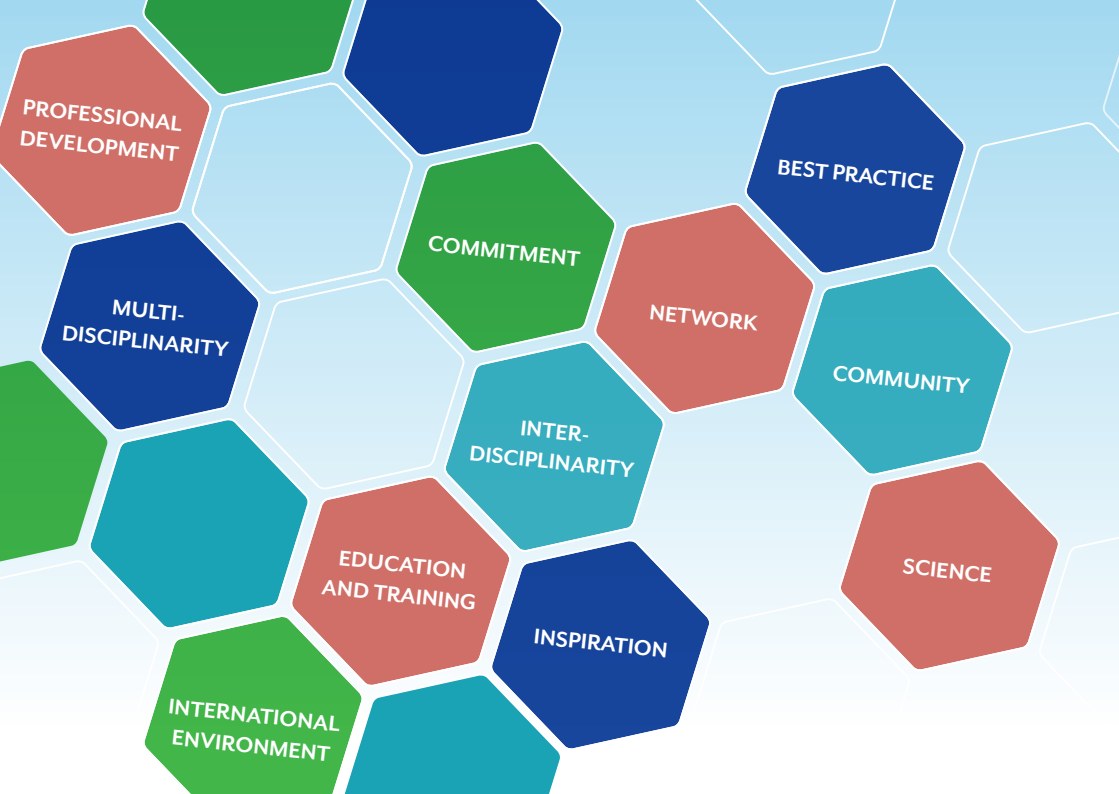 PROFESSIONAL
DEVELOPMENT
BEST PRACTICE
COMMITMENT
NETWORK
MULTI-
DISCIPLINARITY
COMMUNITY
INTER-
DISCIPLINARITY
EDUCATION
AND TRAINING
SCIENCE
INSPIRATION
INTERNATIONAL
ENVIRONMENT